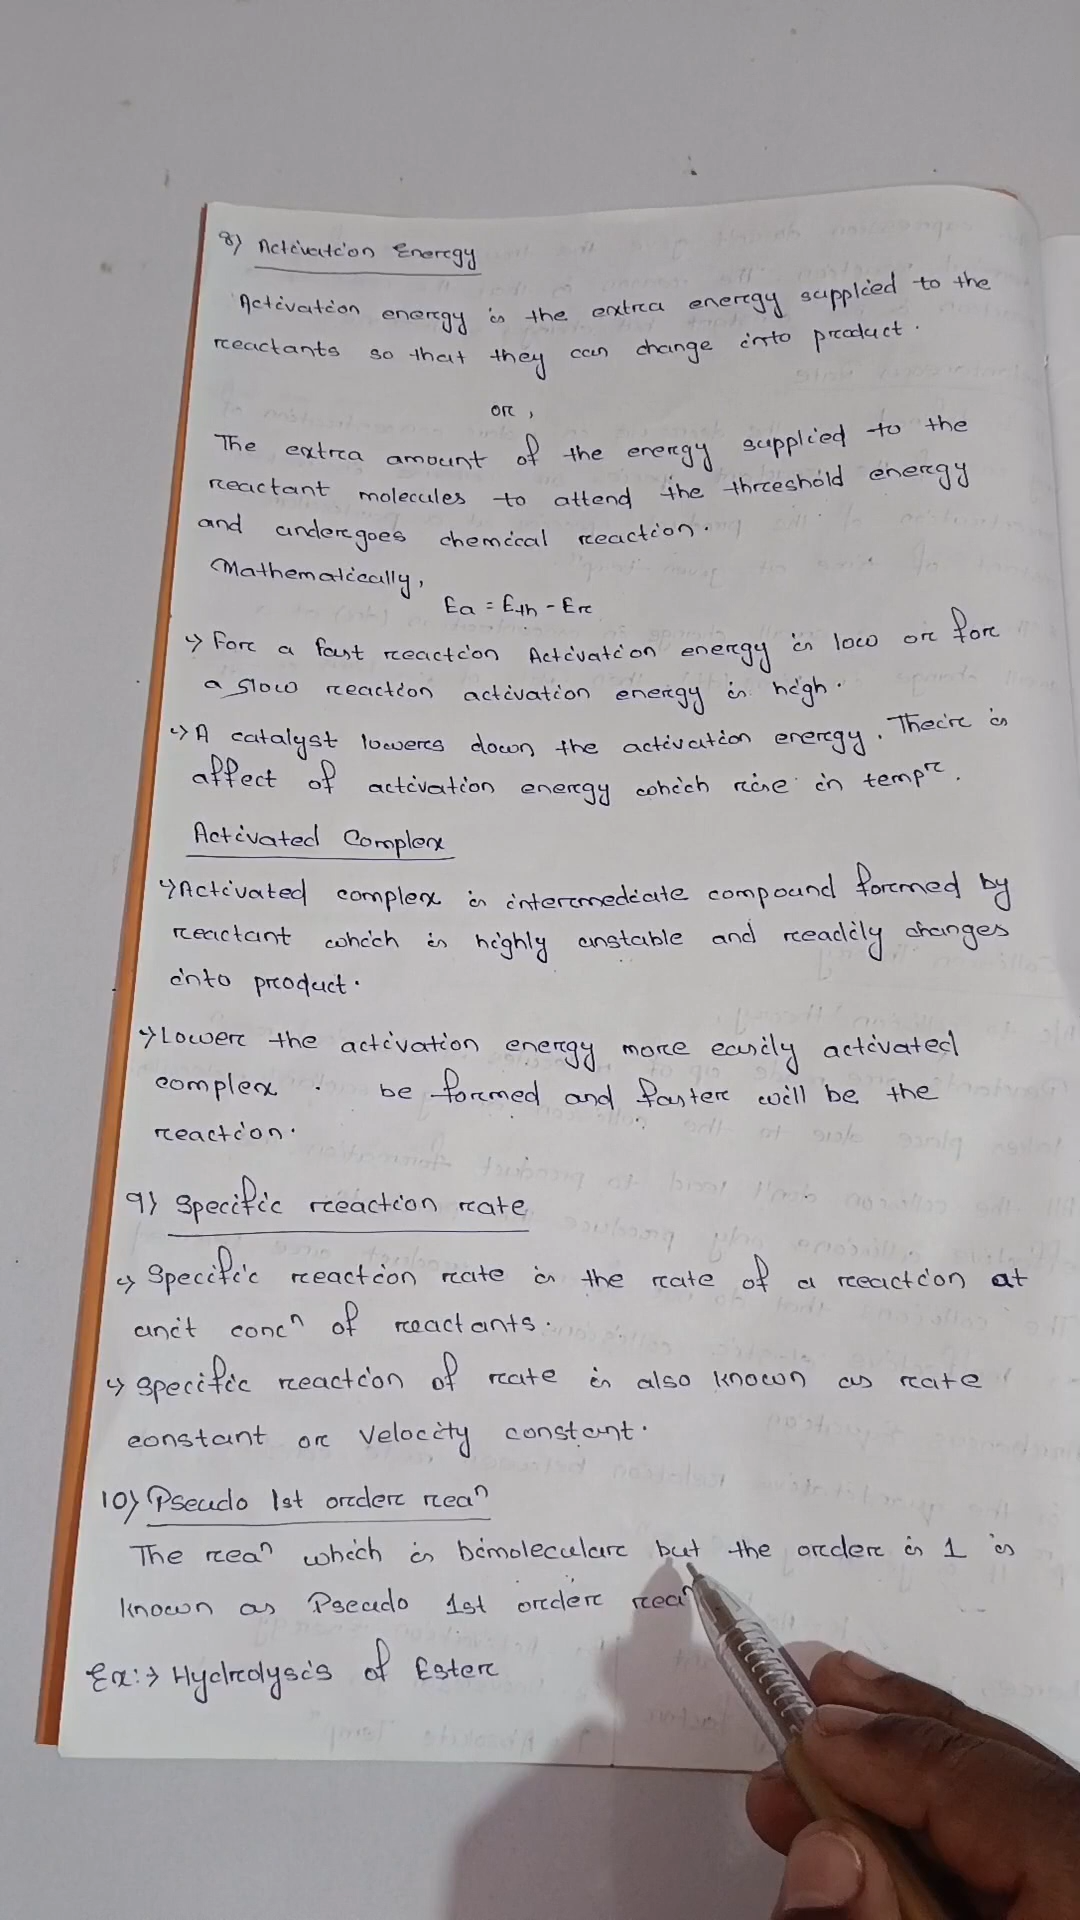 8) Activation Energy
Activation energy is the extra energy supplied to the
reactants so that they can change into product.
or,
The extra amount of the energy supplied to the
reactant molecules to attend the threshold energy
and undergoes chemical reaction.
Mathematically,
Ea = Eth - Er
↳ For a fast reaction Activation energy is low or for
a slow reaction activation energy is high.
↳ A catalyst lowers down the activation energy. Their is
affect of activation energy which rise in tempr.
Activated Complex
↳ Activated complex is intermediate compound formed by
reactant which is highly unstable and readily changes
into product.
↳ Lower the activation energy more easily activated
complex . be formed and faster will be the
reaction.
9) Specific reaction rate
↳ Specific reaction rate is the rate of a reaction at
unit concⁿ of reactants.
↳ specific reaction of rate is also known as rate
constant or Velocity constant.
10) Pseudo 1st order reaⁿ
The reaⁿ which is bimolecular but the order is 1 is
known as Pseudo 1st order reaⁿ
Ex:→ Hydrolysis of Ester